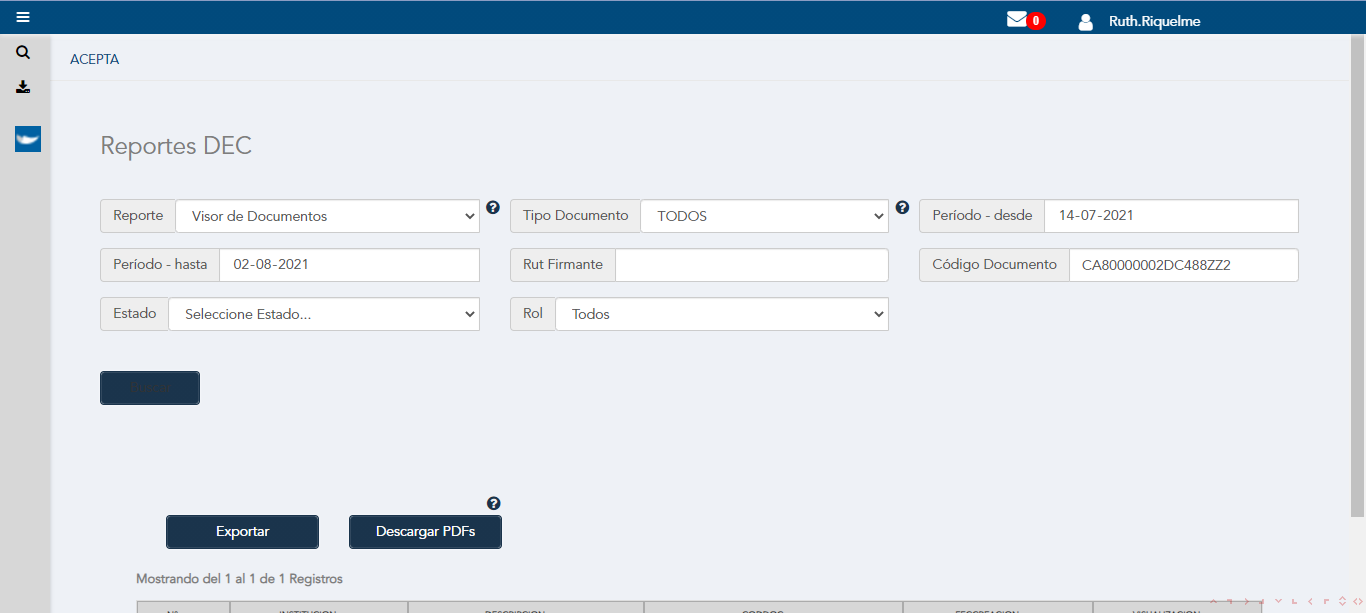 0 Ruth.Riquelme
ACEPTA
Reportes DEC
Reporte Visor de Documentos Tipo Documento TODOS Período - desde 14-07-2021
Período - hasta 02-08-2021 Rut Firmante Código Documento CA80000002DC488ZZ2
Estado Seleccione Estado... Rol Todos
Exportar Descargar PDFs
Mostrando del 1 al 1 de 1 Registros